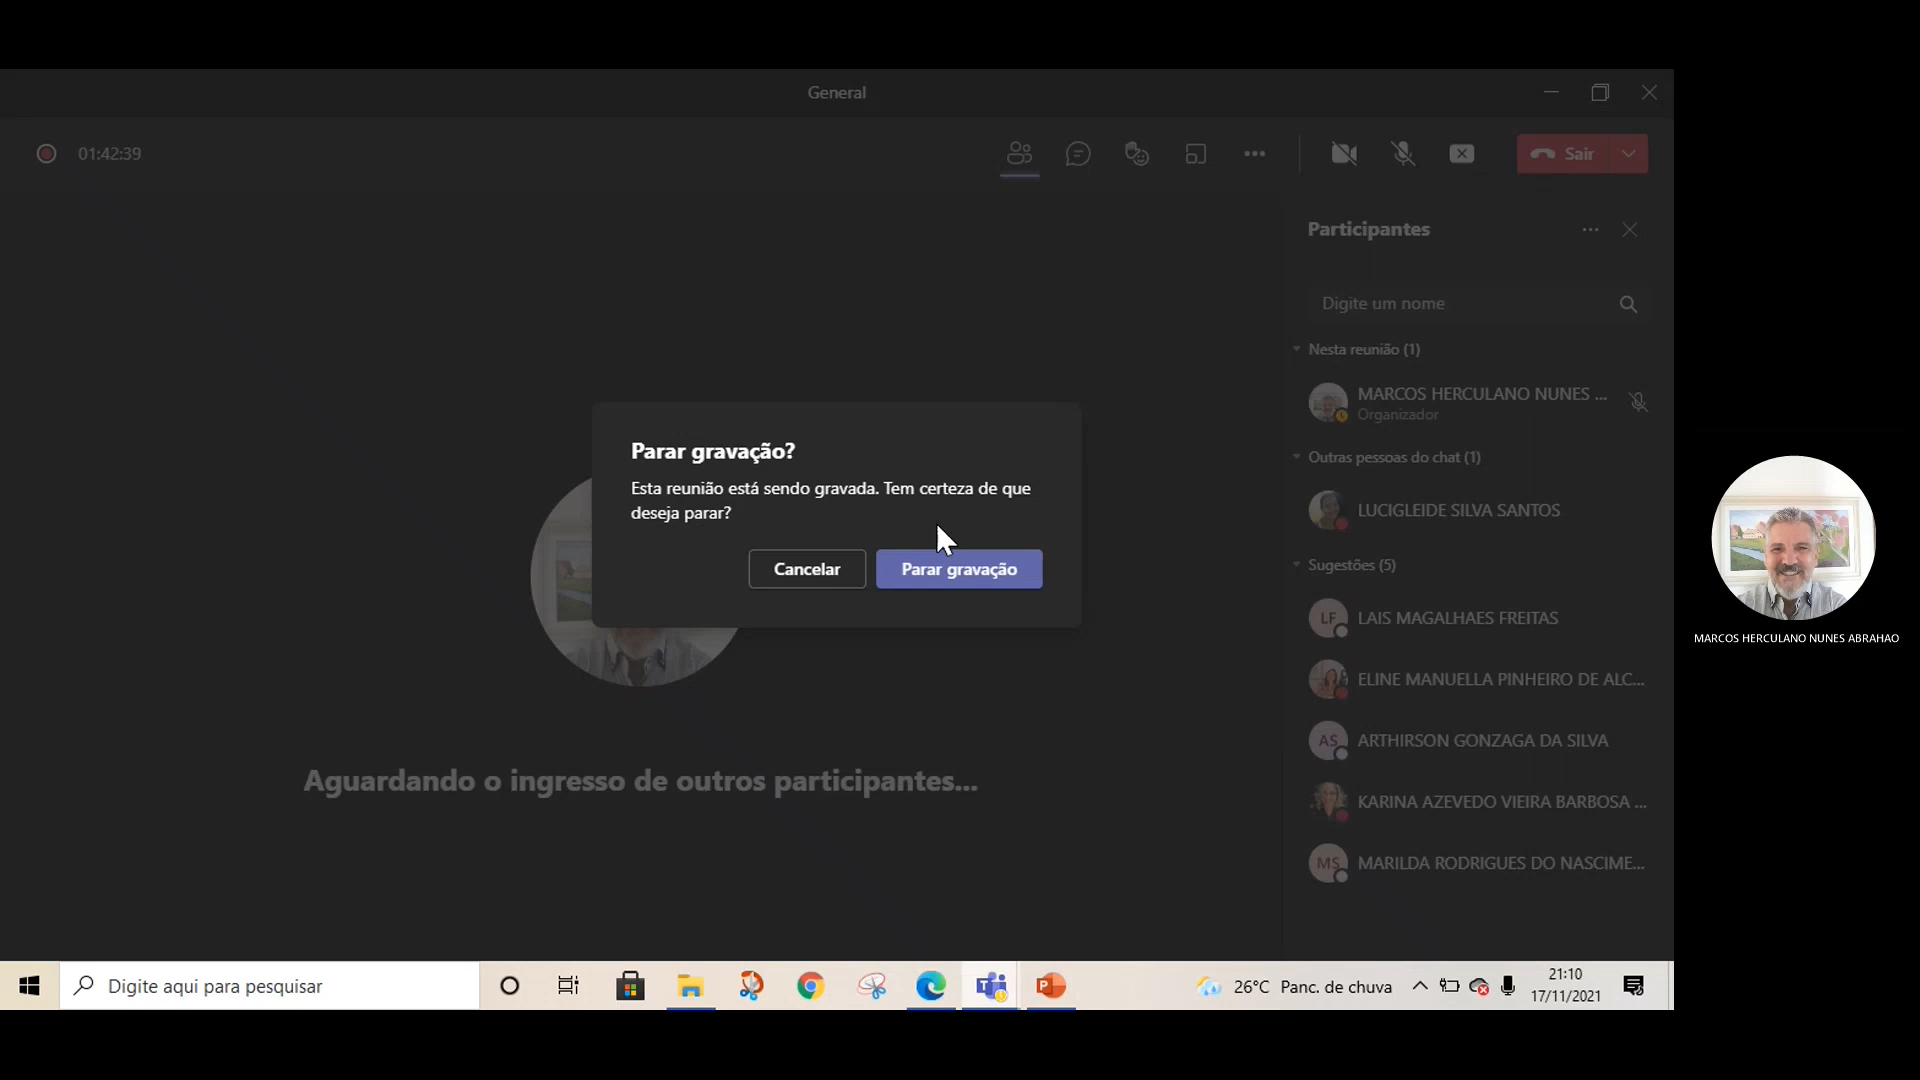 General
01:42:39
Sair
Participantes
Digite um nome
Nesta reunião (1)
MARCOS HERCULANO NUNES ...
Organizador
Outras pessoas do chat (1)
LUCIGLEIDE SILVA SANTOS
Sugestões (5)
LF
LAIS MAGALHAES FREITAS
ELINE MANUELLA PINHEIRO DE ALC...
AS
ARTHIRSON GONZAGA DA SILVA
KARINA AZEVEDO VIEIRA BARBOSA ...
MS
MARILDA RODRIGUES DO NASCIME...
Parar gravação?
Esta reunião está sendo gravada. Tem certeza de que
deseja parar?
Cancelar
Parar gravação
Aguardando o ingresso de outros participantes...
MARCOS HERCULANO NUNES ABRAHAO
Digite aqui para pesquisar
26°C Panc. de chuva
21:10
17/11/2021